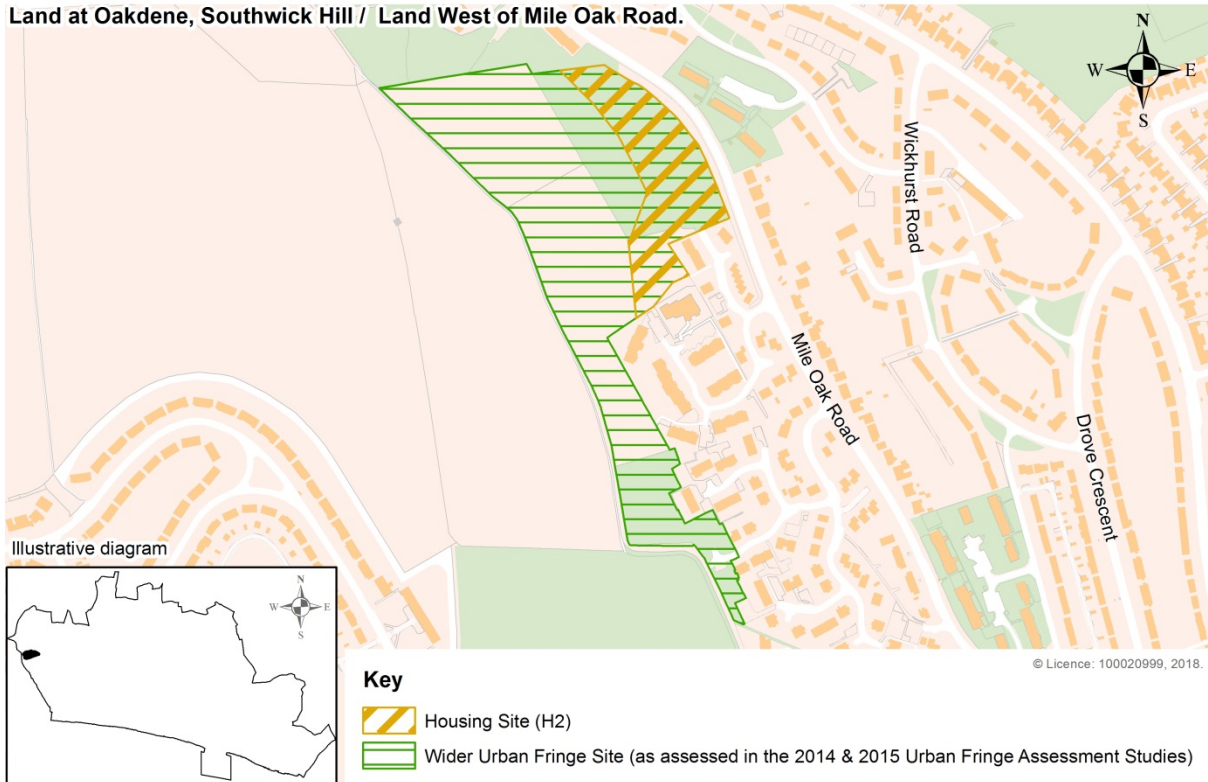 Land at Oakdene, Southwick Hill / Land West of Mile Oak Road.
N
W E
S
Wickhurst Road
Mile Oak Road
Drove Crescent
Illustrative diagram
N
W E
S
© Licence: 100020999, 2018.
Key
Housing Site (H2)
Wider Urban Fringe Site (as assessed in the 2014 & 2015 Urban Fringe Assessment Studies)